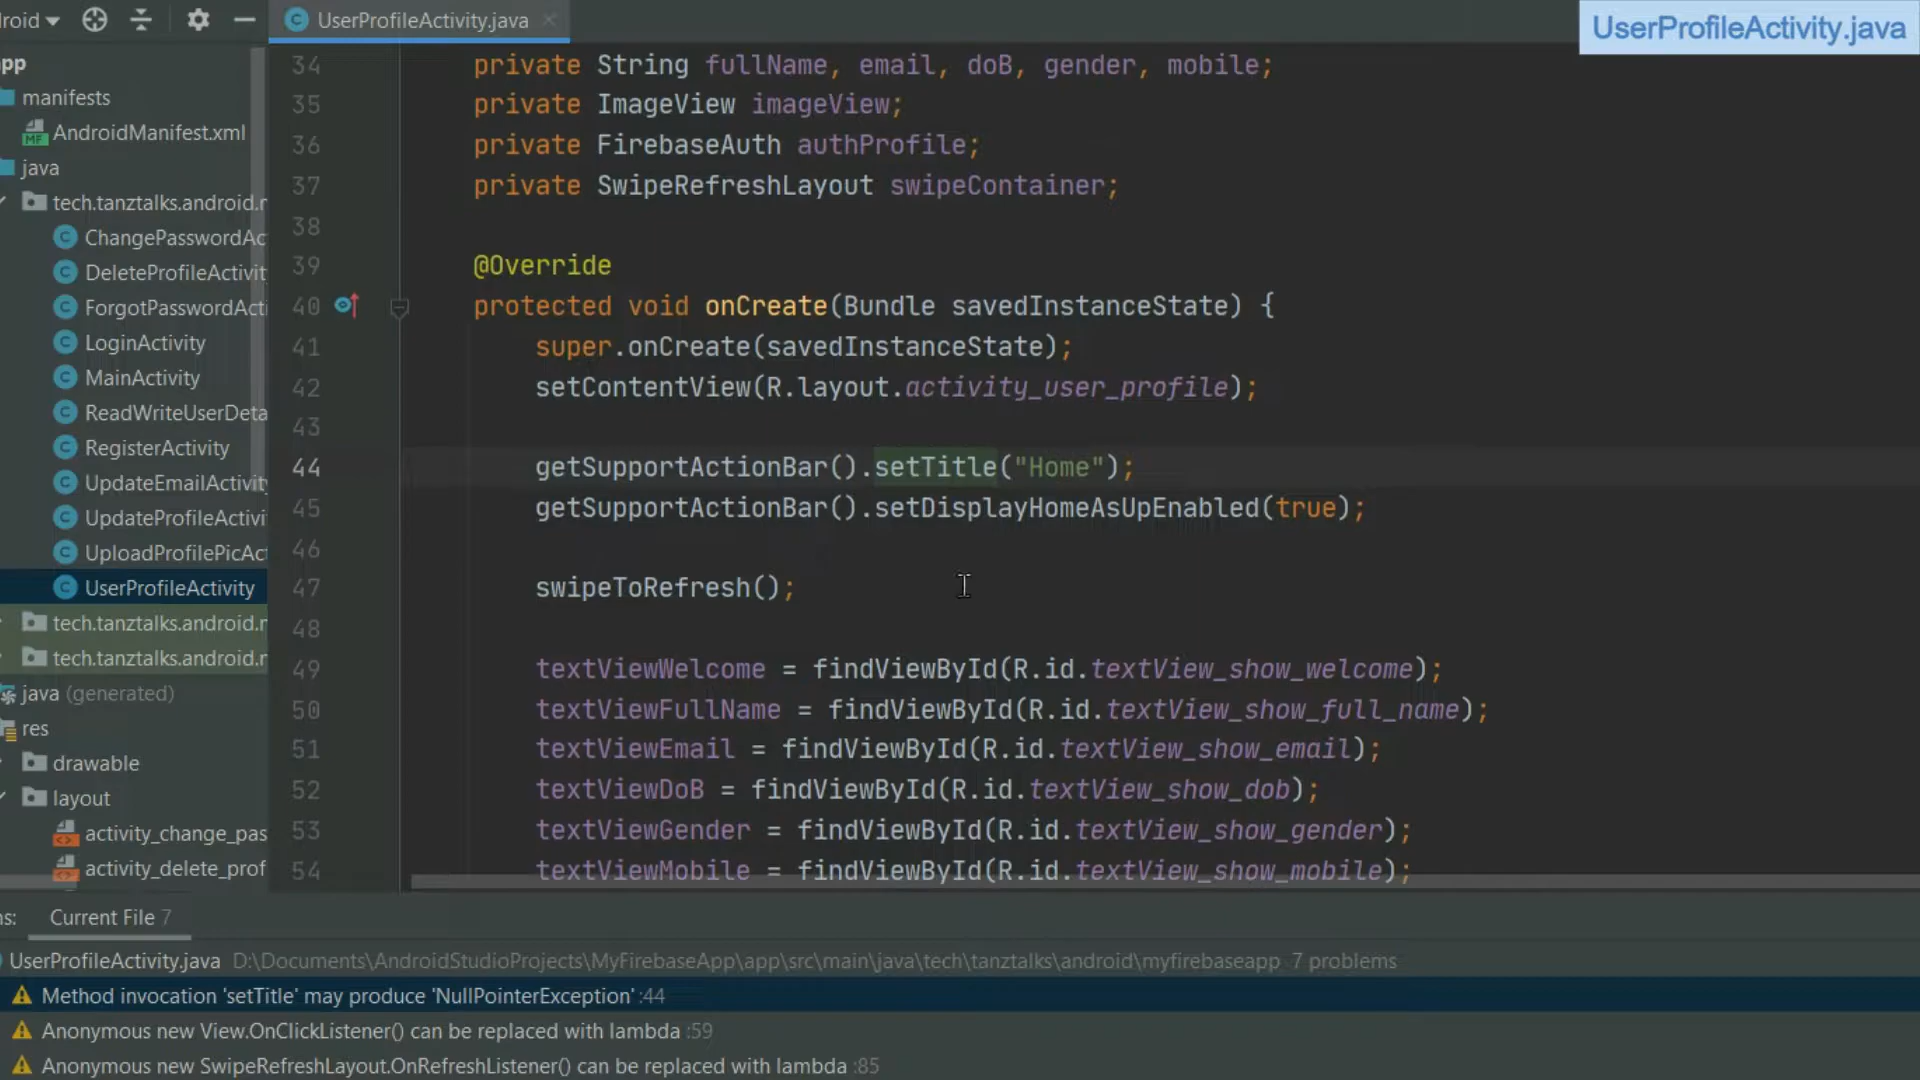 roid
UserProfileActivity.java
UserProfileActivity.java
pp
manifests
AndroidManifest.xml
java
tech.tanztalks.android.r
ChangePasswordAc
DeleteProfileActivit
ForgotPasswordActi
LoginActivity
MainActivity
ReadWriteUserDeta
RegisterActivity
UpdateEmailActivity
UpdateProfileActivi
UploadProfilePicAct
UserProfileActivity
tech.tanztalks.android.r
tech.tanztalks.android.r
java (generated)
res
drawable
layout
activity_change_pas
activity_delete_prof
34 private String fullName, email, doB, gender, mobile;
35 private ImageView imageView;
36 private FirebaseAuth authProfile;
37 private SwipeRefreshLayout swipeContainer;
38
39 @Override
40 protected void onCreate(Bundle savedInstanceState) {
41 super.onCreate(savedInstanceState);
42 setContentView(R.layout.activity_user_profile);
43
44 getSupportActionBar().setTitle("Home");
45 getSupportActionBar().setDisplayHomeAsUpEnabled(true);
46
47 swipeToRefresh();
48
49 textViewWelcome = findViewById(R.id.textView_show_welcome);
50 textViewFullName = findViewById(R.id.textView_show_full_name);
51 textViewEmail = findViewById(R.id.textView_show_email);
52 textViewDoB = findViewById(R.id.textView_show_dob);
53 textViewGender = findViewById(R.id.textView_show_gender);
54 textViewMobile = findViewById(R.id.textView_show_mobile);
ns: Current File 7
UserProfileActivity.java D:\Documents\AndroidStudioProjects\MyFirebaseApp\app\src\main\java\tech\tanztalks\android\myfirebaseapp 7 problems
Method invocation 'setTitle' may produce 'NullPointerException' :44
Anonymous new View.OnClickListener() can be replaced with lambda :59
Anonymous new SwipeRefreshLayout.OnRefreshListener() can be replaced with lambda :85